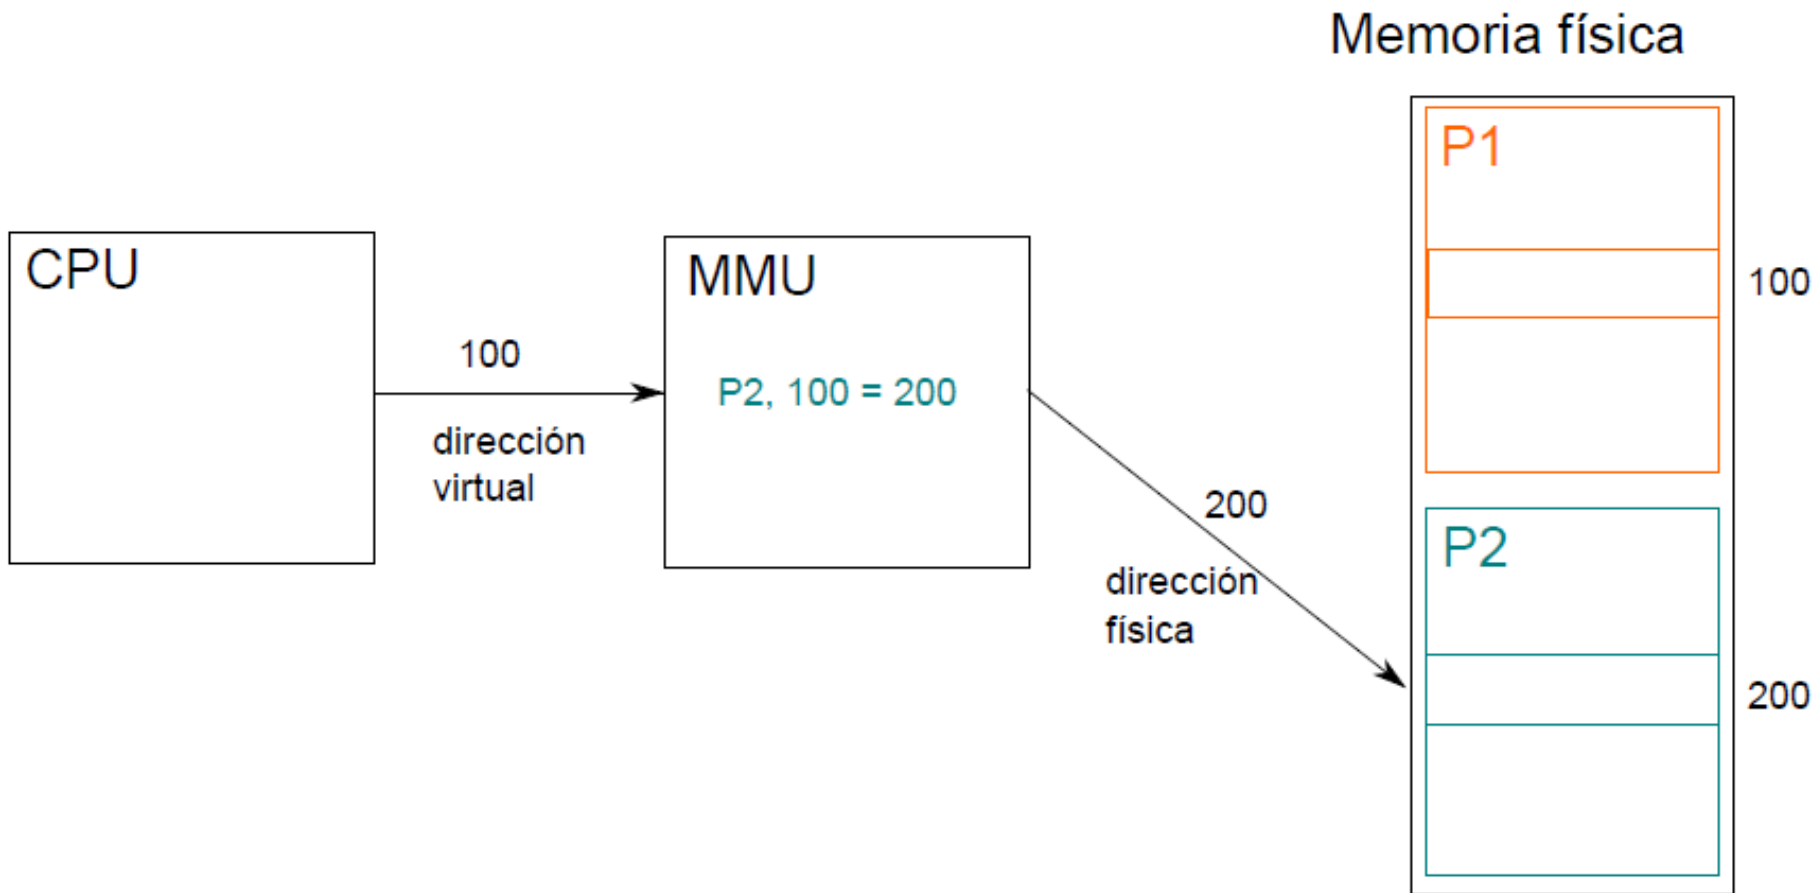 Memoria física
CPU
100
dirección
virtual
MMU
P2, 100 = 200
200
dirección
física
P1
100
P2
200